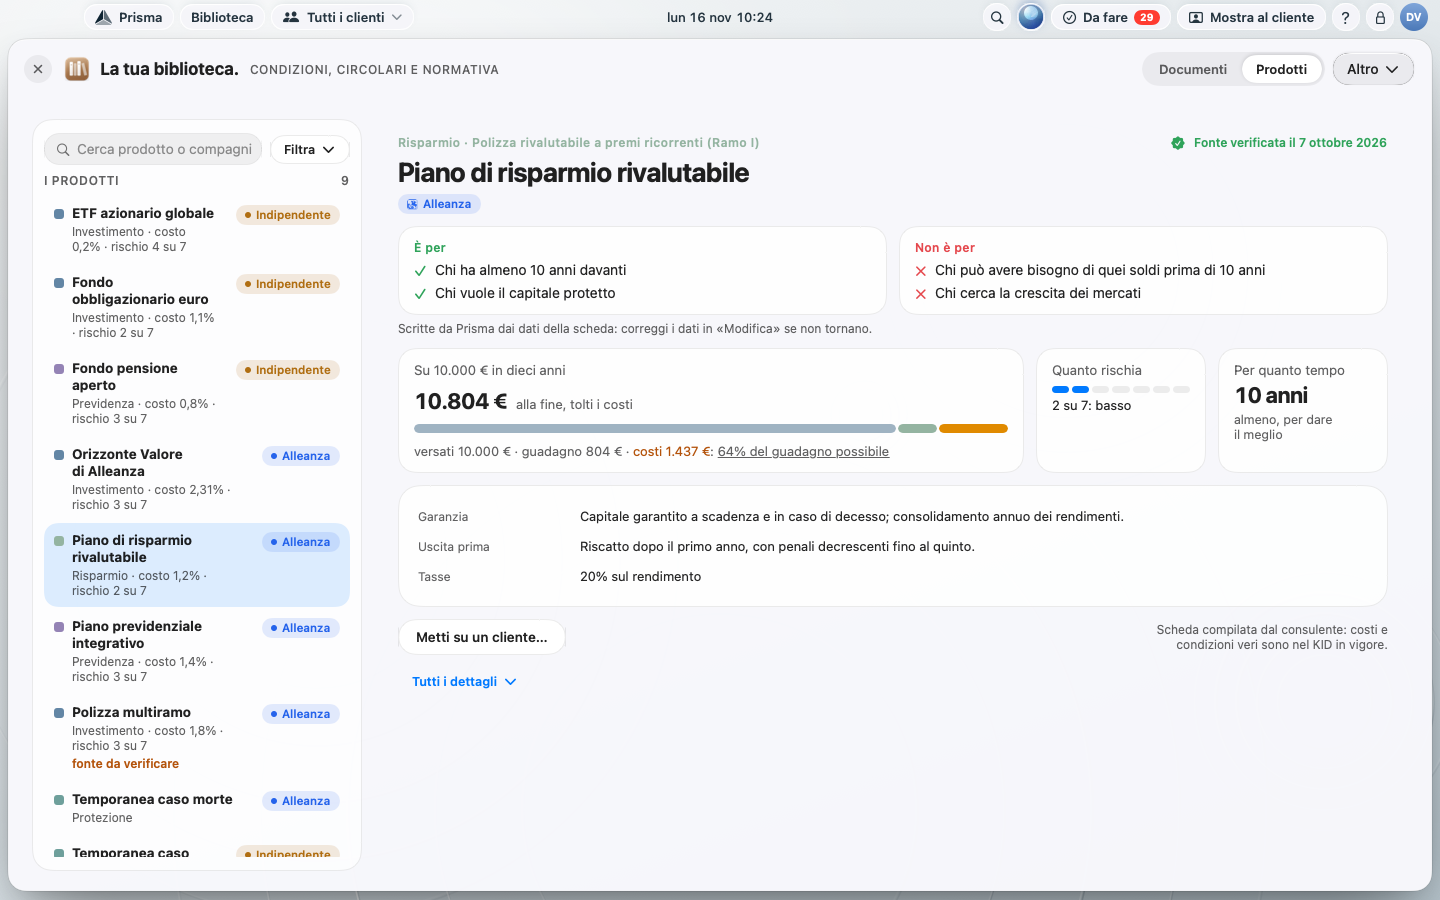 Prisma
Biblioteca
Tutti i clienti
lun 16 nov 10:24
Da fare 29
Mostra al cliente
?
DV
La tua biblioteca. CONDIZIONI, CIRCOLARI E NORMATIVA
Documenti
Prodotti
Altro
Cerca prodotto o compagni
Filtra
I PRODOTTI 9
ETF azionario globale
Indipendente
Investimento · costo
0,2% · rischio 4 su 7
Fondo
obbligazionario euro
Indipendente
Investimento · costo 1,1%
· rischio 2 su 7
Fondo pensione
aperto
Indipendente
Previdenza · costo 0,8% ·
rischio 3 su 7
Orizzonte Valore
di Alleanza
Alleanza
Investimento · costo 2,31% ·
rischio 3 su 7
Piano di risparmio
rivalutabile
Alleanza
Risparmio · costo 1,2% ·
rischio 2 su 7
Piano previdenziale
integrativo
Alleanza
Previdenza · costo 1,4% ·
rischio 3 su 7
Polizza multiramo
Alleanza
Investimento · costo 1,8% ·
rischio 3 su 7
fonte da verificare
Temporanea caso morte
Alleanza
Protezione
Temporanea caso
Indipendente
Risparmio · Polizza rivalutabile a premi ricorrenti (Ramo I)
Fonte verificata il 7 ottobre 2026
Piano di risparmio rivalutabile
Alleanza
È per
Chi ha almeno 10 anni davanti
Chi vuole il capitale protetto
Non è per
Chi può avere bisogno di quei soldi prima di 10 anni
Chi cerca la crescita dei mercati
Scritte da Prisma dai dati della scheda: correggi i dati in «Modifica» se non tornano.
Su 10.000 € in dieci anni
10.804 € alla fine, tolti i costi
versati 10.000 € · guadagno 804 € · costi 1.437 €: 64% del guadagno possibile
Quanto rischia
2 su 7: basso
Per quanto tempo
10 anni
almeno, per dare
il meglio
Garanzia Capitale garantito a scadenza e in caso di decesso; consolidamento annuo dei rendimenti.
Uscita prima Riscatto dopo il primo anno, con penali decrescenti fino al quinto.
Tasse 20% sul rendimento
Metti su un cliente...
Scheda compilata dal consulente: costi e
condizioni veri sono nel KID in vigore.
Tutti i dettagli